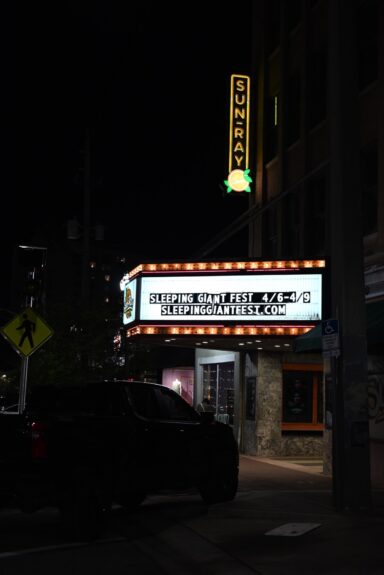 SUN-RAY
SLEEPING GIANT FEST 4/6-4/9
SLEEPINGGIANTFEST.COM